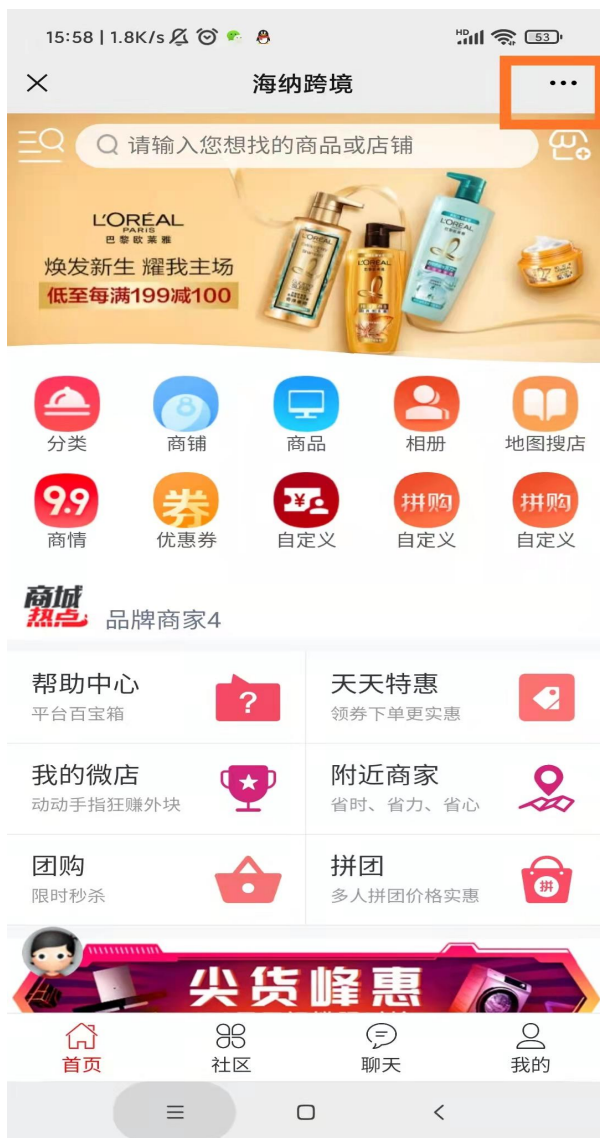 15:58 | 1.8K/s HD 53
海纳跨境
请输入您想找的商品或店铺
L'ORÉAL
PARIS
巴黎欧莱雅
焕发新生 耀我主场
低至每满199减100
分类 商铺 商品 相册 地图搜店
9.9 券 拼购 拼购
商情 优惠券 自定义 自定义 自定义
商城
热点
品牌商家4
帮助中心 天天特惠
平台百宝箱 领券下单更实惠
我的微店 附近商家
动动手指狂赚外块 省时、省力、省心
团购 拼团
限时秒杀 多人拼团价格实惠
拼
尖货峰惠
首页 社区 聊天 我的